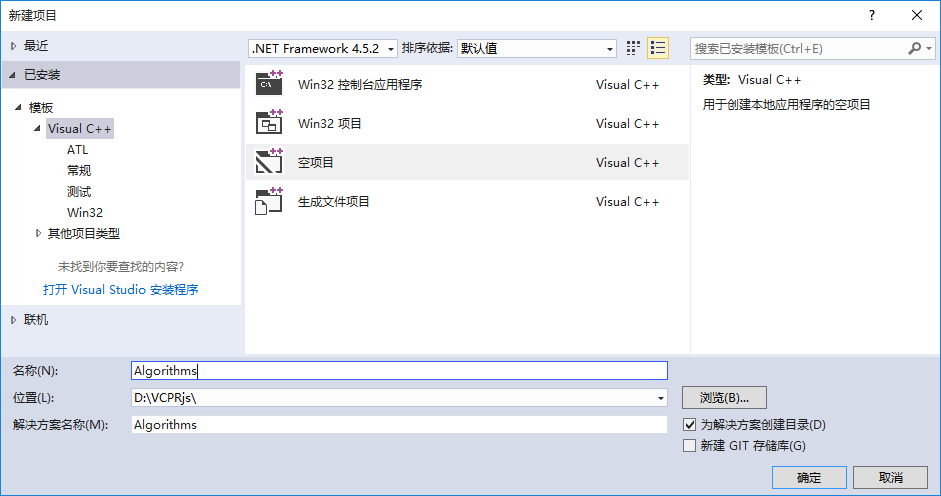 新建项目
? ×
最近
.NET Framework 4.5.2 排序依据: 默认值
搜索已安装模板(Ctrl+E)
已安装
模板
Visual C++
ATL
常规
测试
Win32
其他项目类型
未找到你要查找的内容?
打开 Visual Studio 安装程序
联机
Win32 控制台应用程序 Visual C++
Win32 项目 Visual C++
空项目 Visual C++
生成文件项目 Visual C++
类型: Visual C++
用于创建本地应用程序的空项目
名称(N): Algorithms
位置(L): D:\VCPRjs\ 浏览(B)...
解决方案名称(M): Algorithms
为解决方案创建目录(D)
新建 GIT 存储库(G)
确定 取消